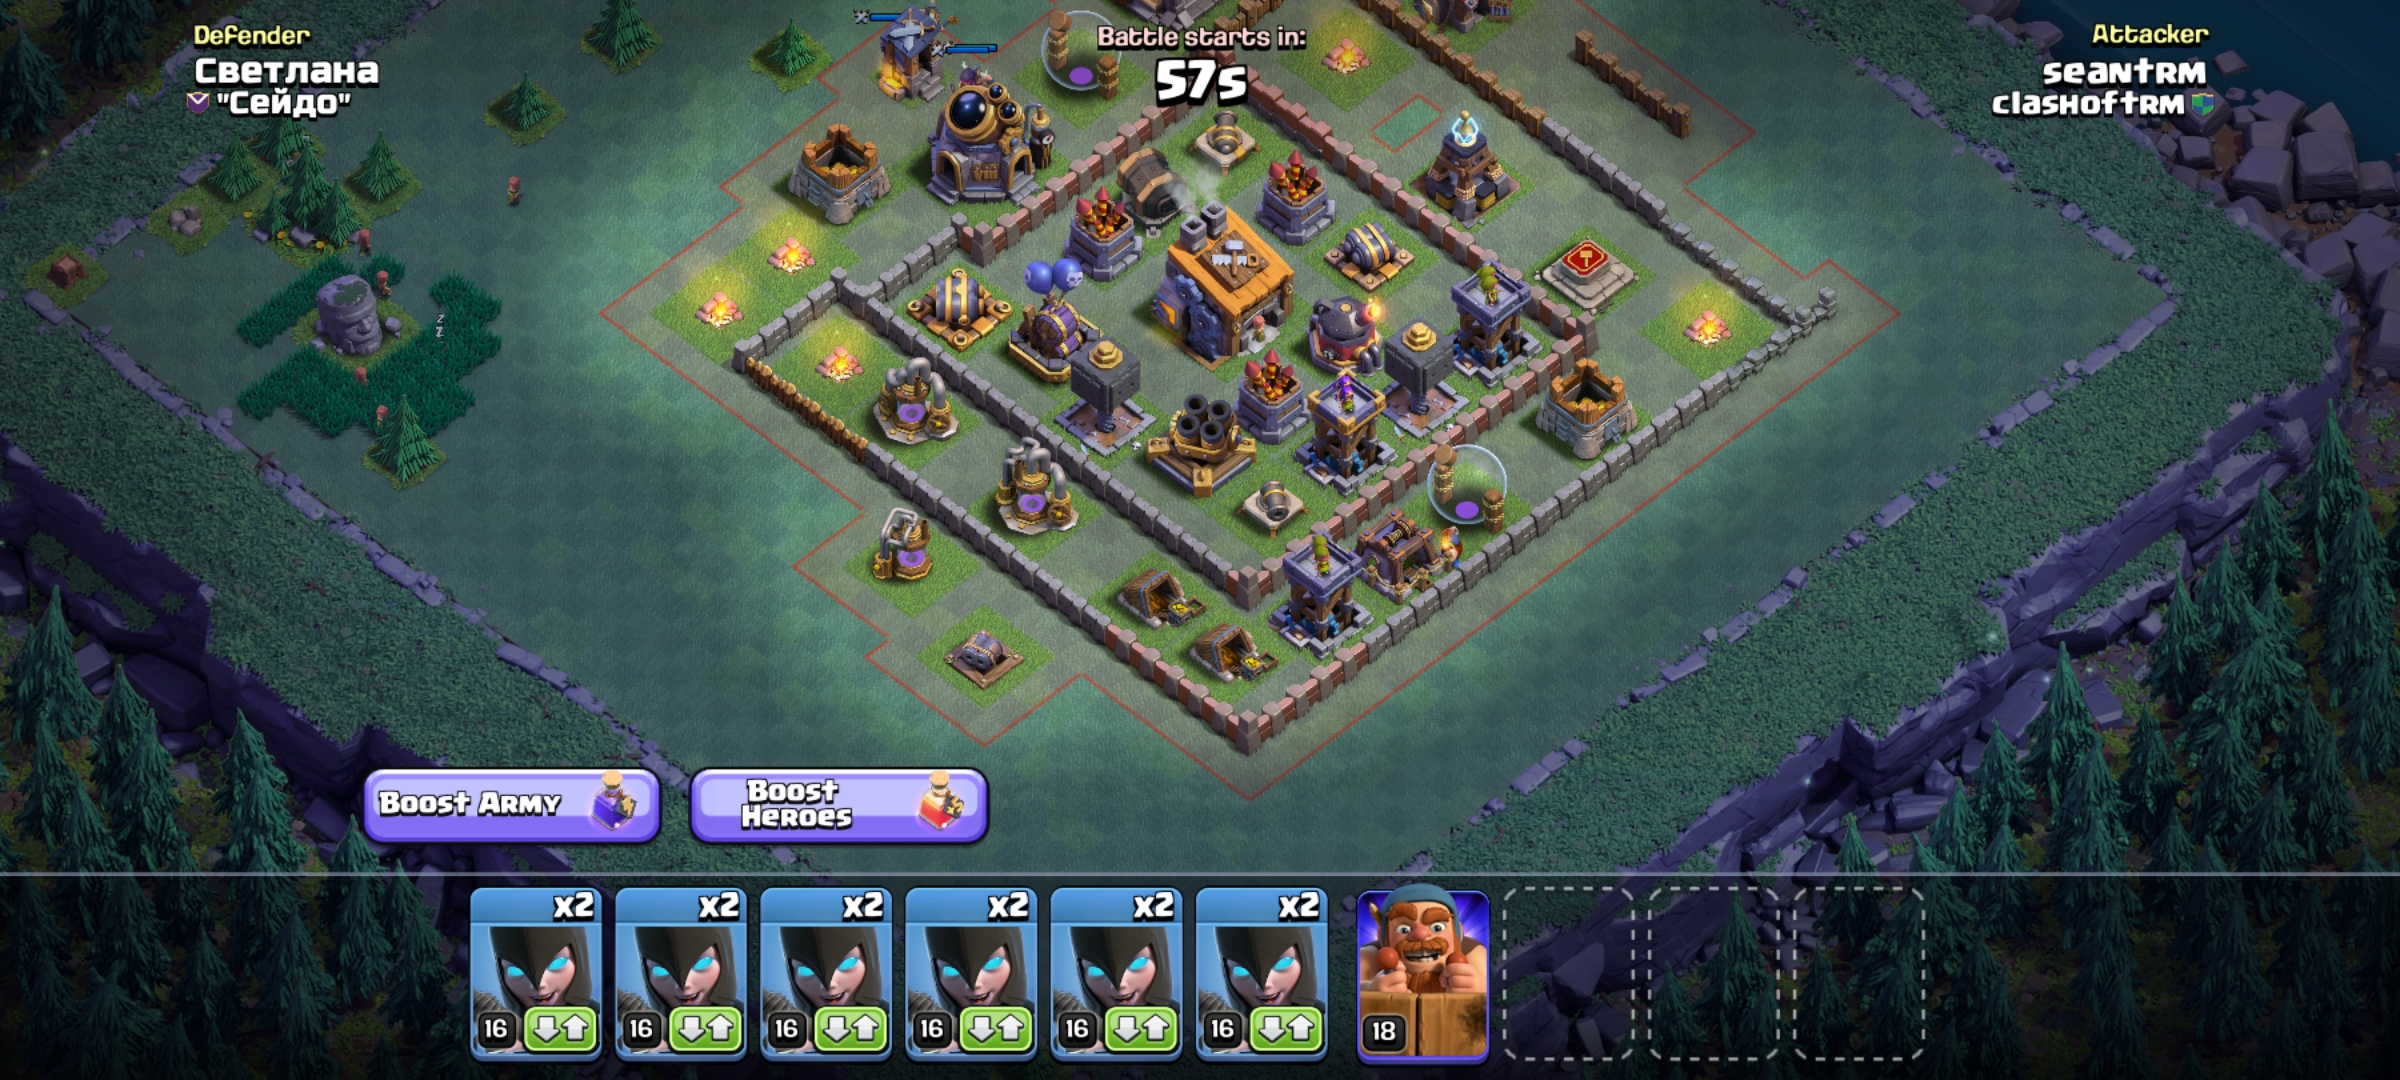 Defender
Светлана
"Сейдо"
Battle starts in:
57s
Attacker
seantRM
clashoftRM
z
z
Boost Army
Boost
Heroes
x2
x2
x2
x2
x2
x2
16
16
16
16
16
16
18